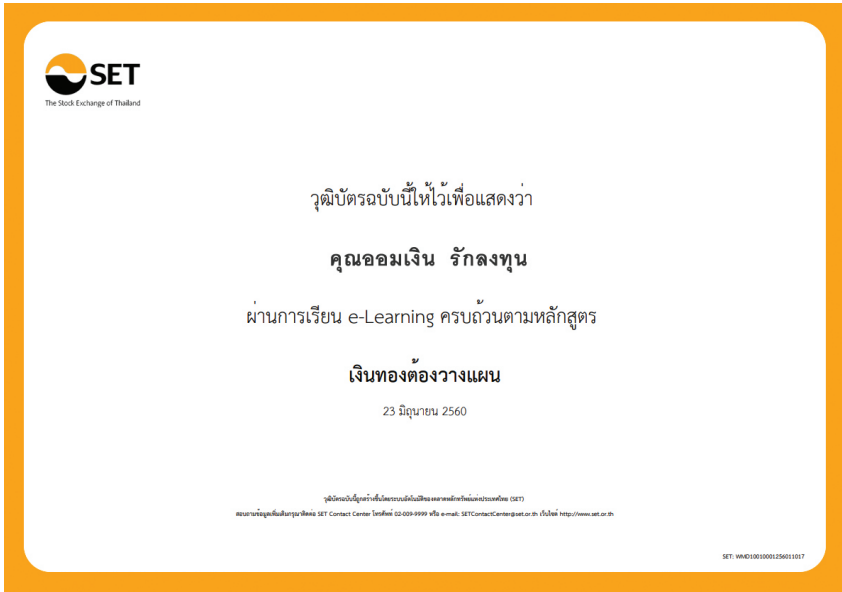 SET
The Stock Exchange of Thailand
วุฒิบัตรฉบับนี้ให้ไว้เพื่อแสดงว่า
คุณออมเงิน รักลงทุน
ผ่านการเรียน e-Learning ครบถ้วนตามหลักสูตร
เงินทองต้องวางแผน
23 มิถุนายน 2560
วุฒิบัตรฉบับนี้ถูกสร้างขึ้นโดยระบบอัตโนมัติของตลาดหลักทรัพย์แห่งประเทศไทย (SET)
สอบถามข้อมูลเพิ่มเติมกรุณาติดต่อ SET Contact Center โทรศัพท์ 02-009-9999 หรือ e-mail: SETContactCenter@set.or.th เว็บไซต์ http://www.set.or.th
SET: WMD10010001256011017